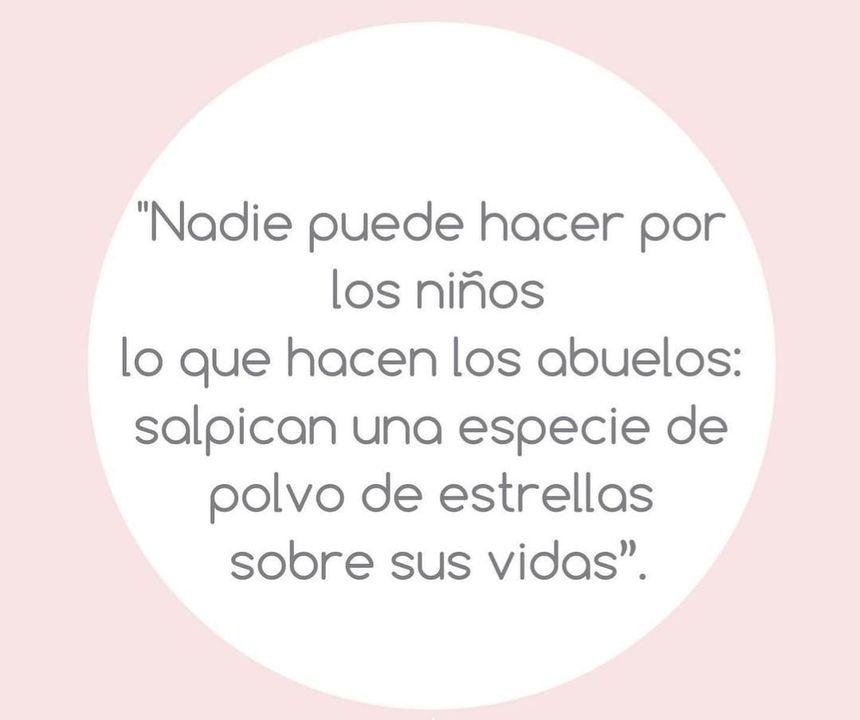 "Nadie puede hacer por
los niños
lo que hacen los abuelos:
salpican una especie de
polvo de estrellas
sobre sus vidas”.